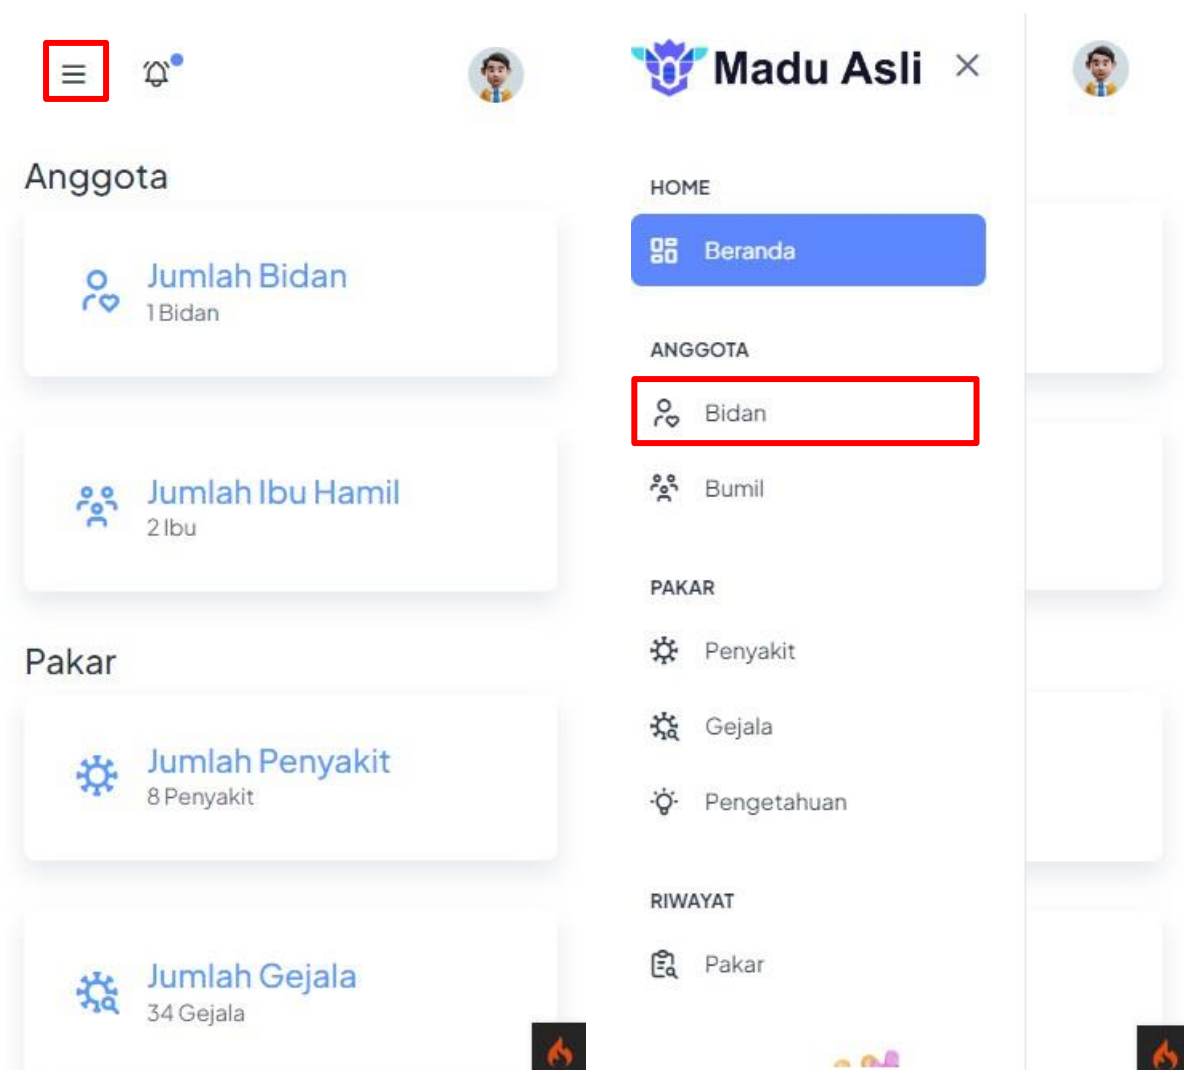 Anggota
Jumlah Bidan
1 Bidan
Jumlah Ibu Hamil
2 Ibu
Pakar
Jumlah Penyakit
8 Penyakit
Jumlah Gejala
34 Gejala
Madu Asli
HOME
Beranda
ANGGOTA
Bidan
Bumil
PAKAR
Penyakit
Gejala
Pengetahuan
RIWAYAT
Pakar